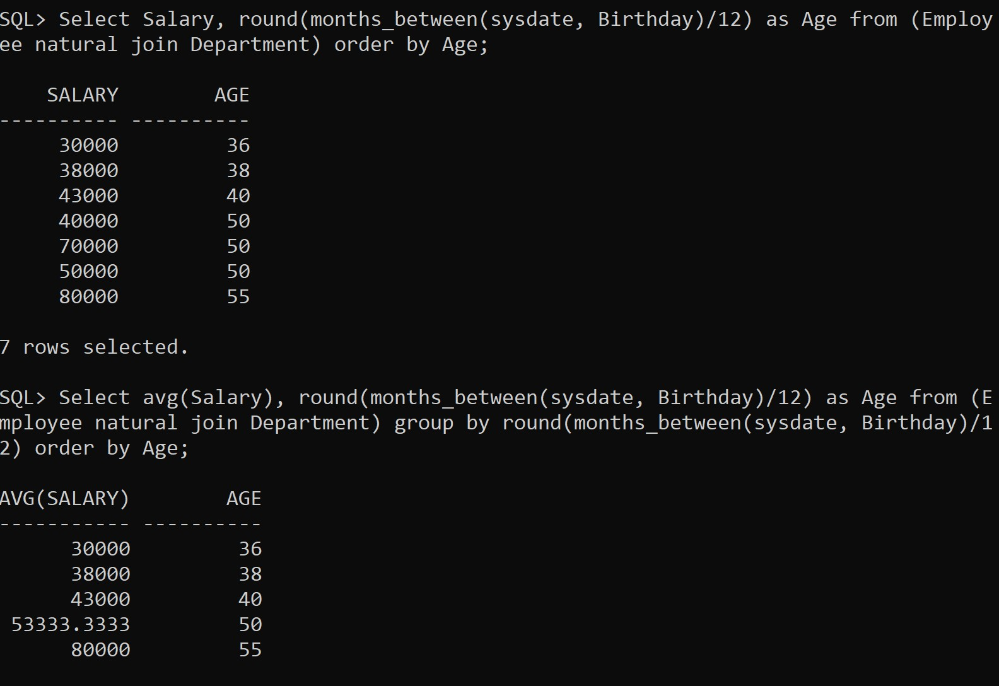 SQL> Select Salary, round(months_between(sysdate, Birthday)/12) as Age from (Employ
ee natural join Department) order by Age;
SALARY AGE
---------- ----------
30000 36
38000 38
43000 40
40000 50
70000 50
50000 50
80000 55
7 rows selected.
SQL> Select avg(Salary), round(months_between(sysdate, Birthday)/12) as Age from (E
mployee natural join Department) group by round(months_between(sysdate, Birthday)/1
2) order by Age;
AVG(SALARY) AGE
----------- ----------
30000 36
38000 38
43000 40
53333.3333 50
80000 55